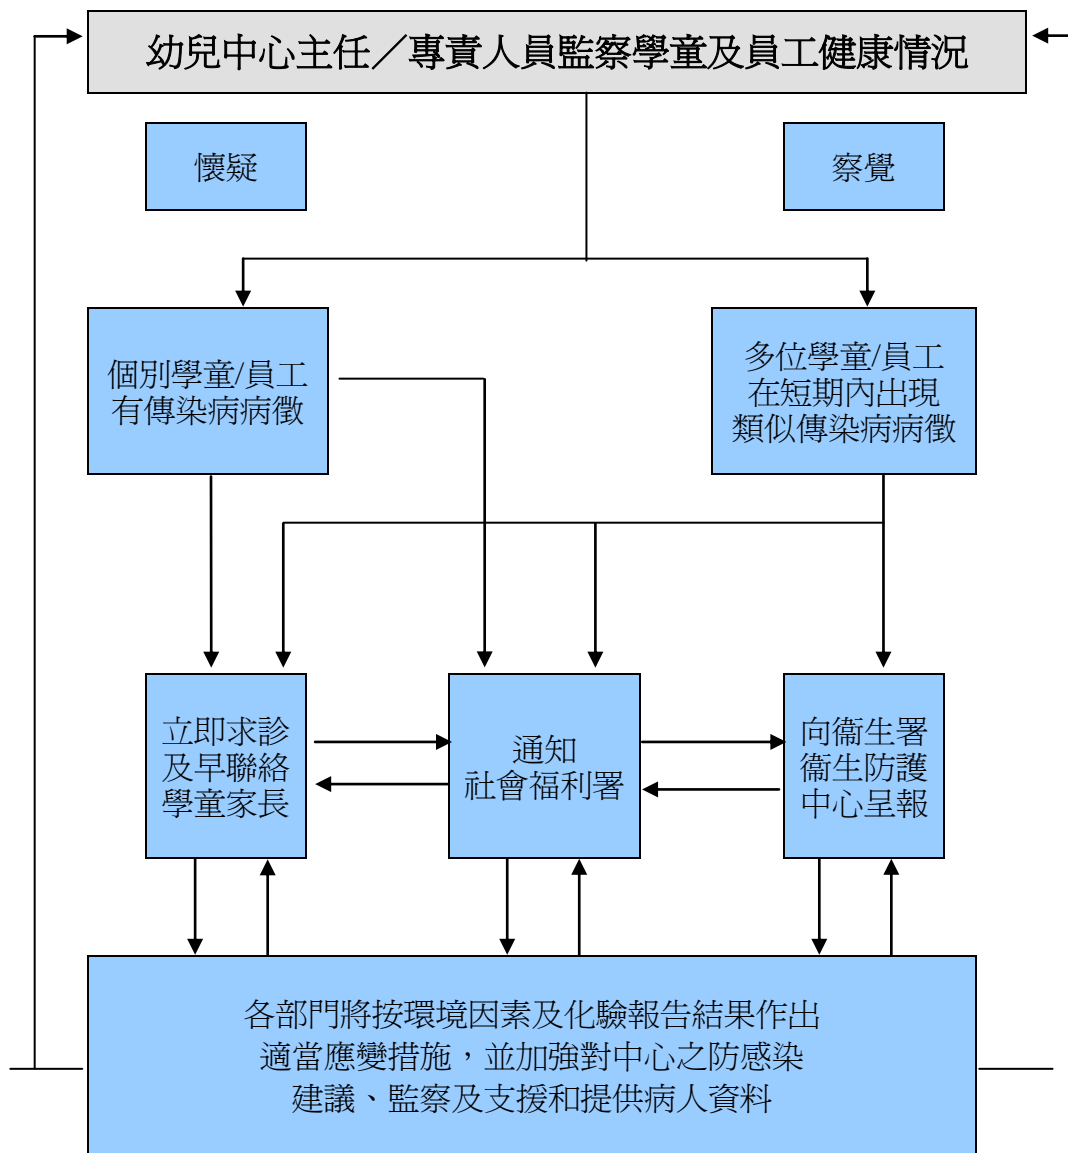 幼兒中心主任／專責人員監察學童及員工健康情況
懷疑
察覺
個別學童/員工
有傳染病病徵
多位學童/員工
在短期內出現
類似傳染病病徵
立即求診
及早聯絡
學童家長
通知
社會福利署
向衞生署
衞生防護
中心呈報
各部門將按環境因素及化驗報告結果作出
適當應變措施，並加強對中心之防感染
建議、監察及支援和提供病人資料